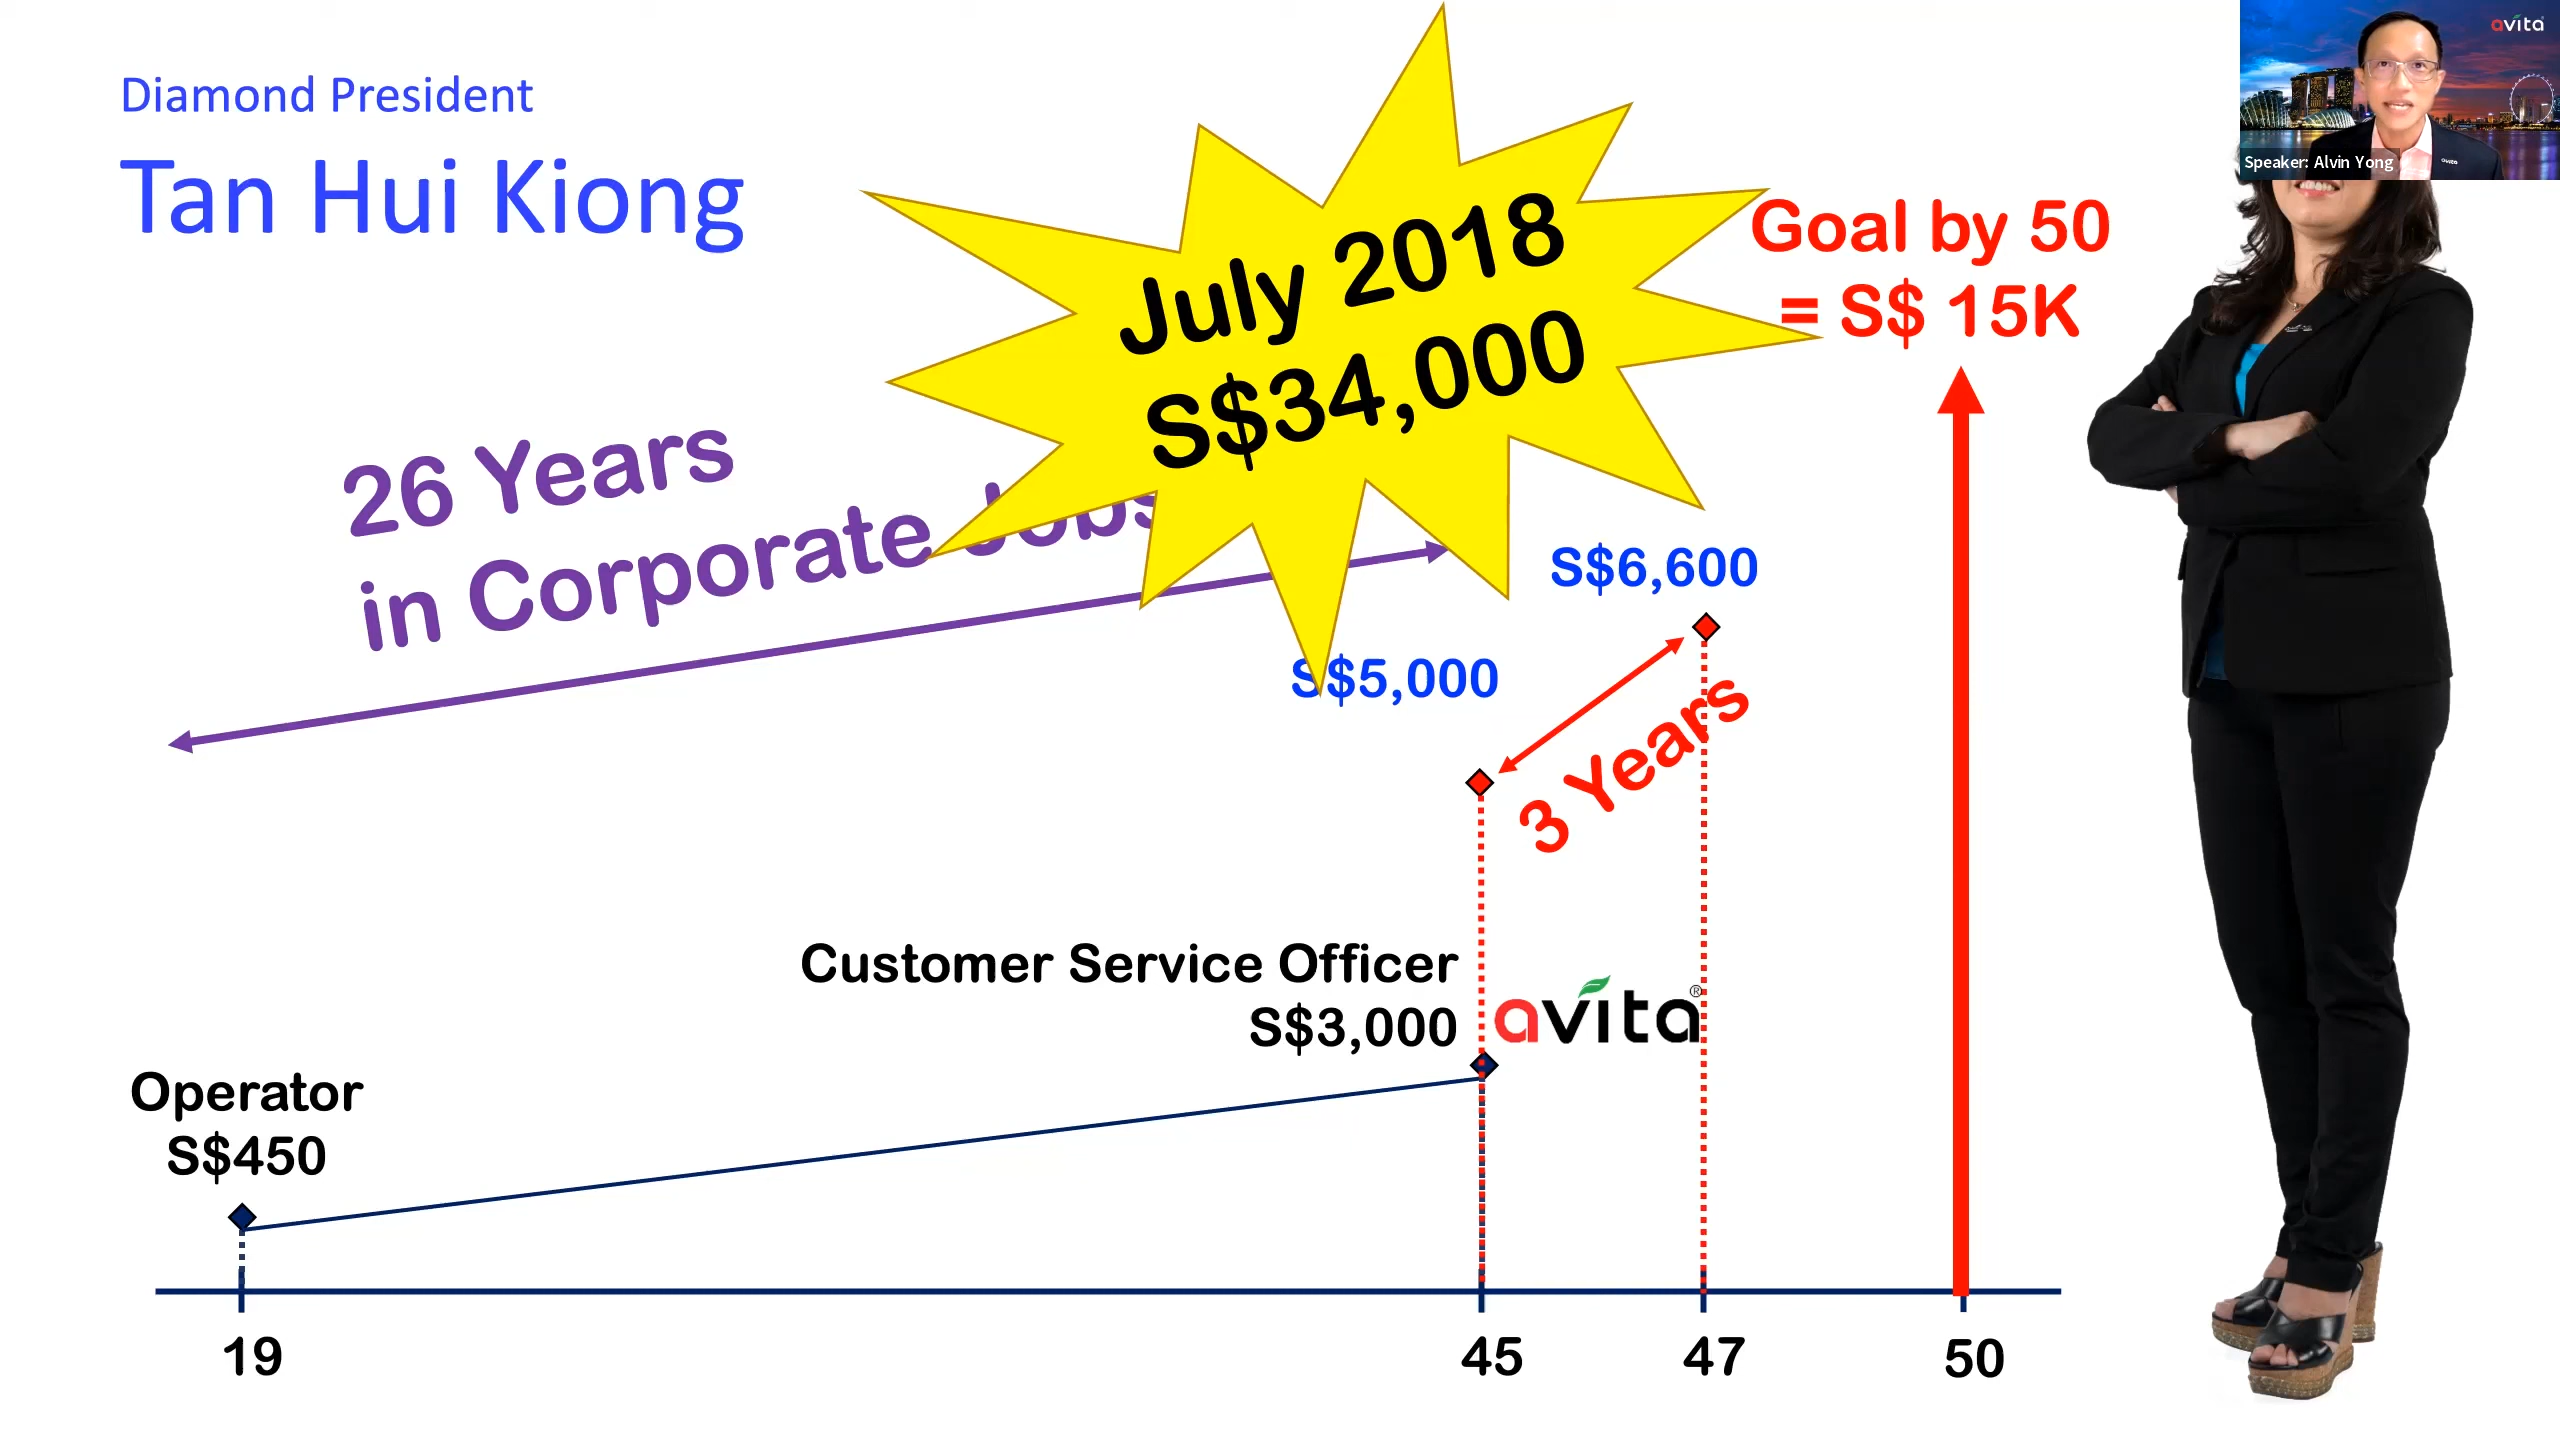 Diamond President
Tan Hui Kiong
avita
Speaker: Alvin Yong
July 2018
S$34,000
Goal by 50
= S$ 15K
26 Years
in Corporate Jobs
S$6,600
S$5,000
3 Years
Customer Service Officer
S$3,000
avita®
Operator
S$450
19
45
47
50